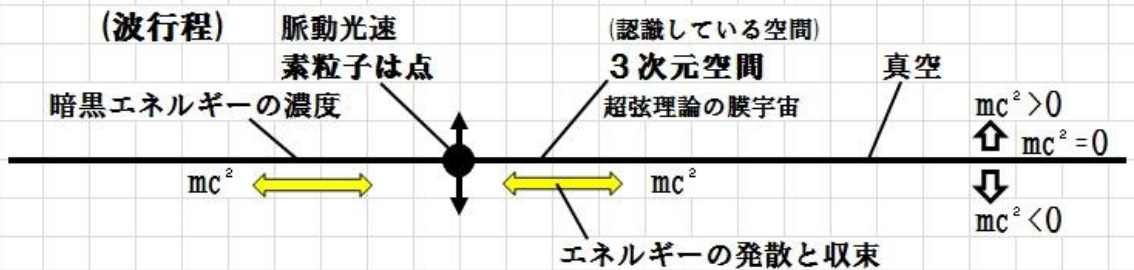 (波行程)
脈動光速
(認識している空間)
素粒子は点
3次元空間
真空
暗黒エネルギーの濃度
超弦理論の膜宇宙
mc²>0
mc²=0
mc²
mc²
mc²<0
エネルギーの発散と収束